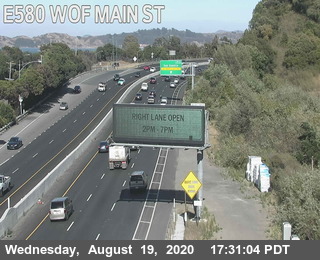 E580 WOF MAIN ST
RIGHT LANE OPEN
2PM - 7PM
Wednesday, August 19, 2020 17:31:04 PDT